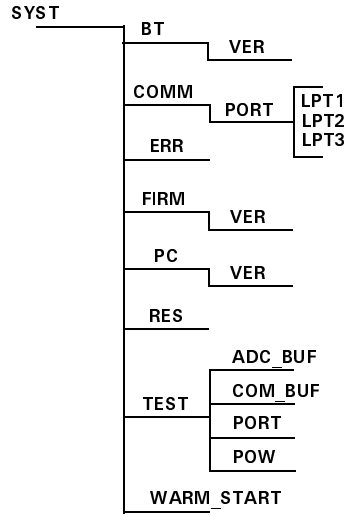 SYST
BT
VER
COMM
PORT
LPT1
LPT2
LPT3
ERR
FIRM
VER
PC
VER
RES
TEST
ADC_BUF
COM_BUF
PORT
POW
WARM_START